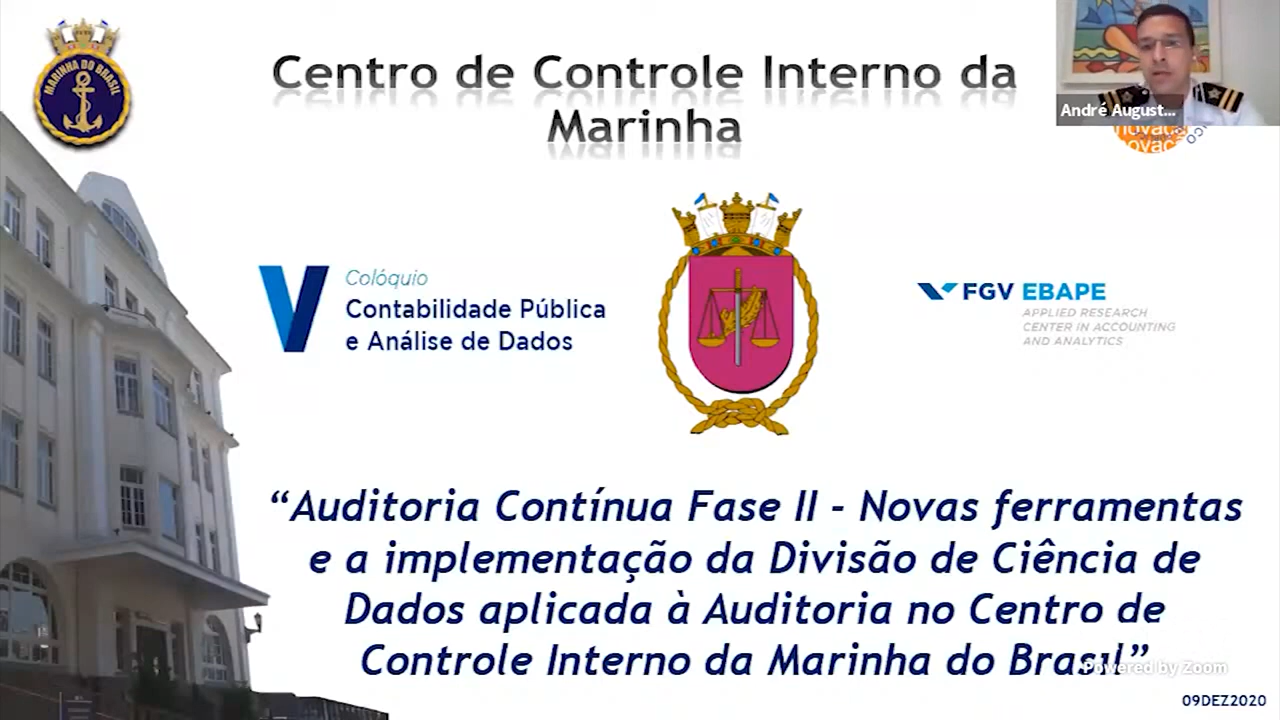 MARINHA DO BRASIL
Centro de Controle Interno da
Marinha
André August...
Colóquio
Contabilidade Pública
e Análise de Dados
FGV EBAPE
APPLIED RESEARCH
CENTER IN ACCOUNTING
AND ANALYTICS
“Auditoria Contínua Fase II - Novas ferramentas
e a implementação da Divisão de Ciência de
Dados aplicada à Auditoria no Centro de
Controle Interno da Marinha do Brasil”
Powered by Zoom
09DEZ2020